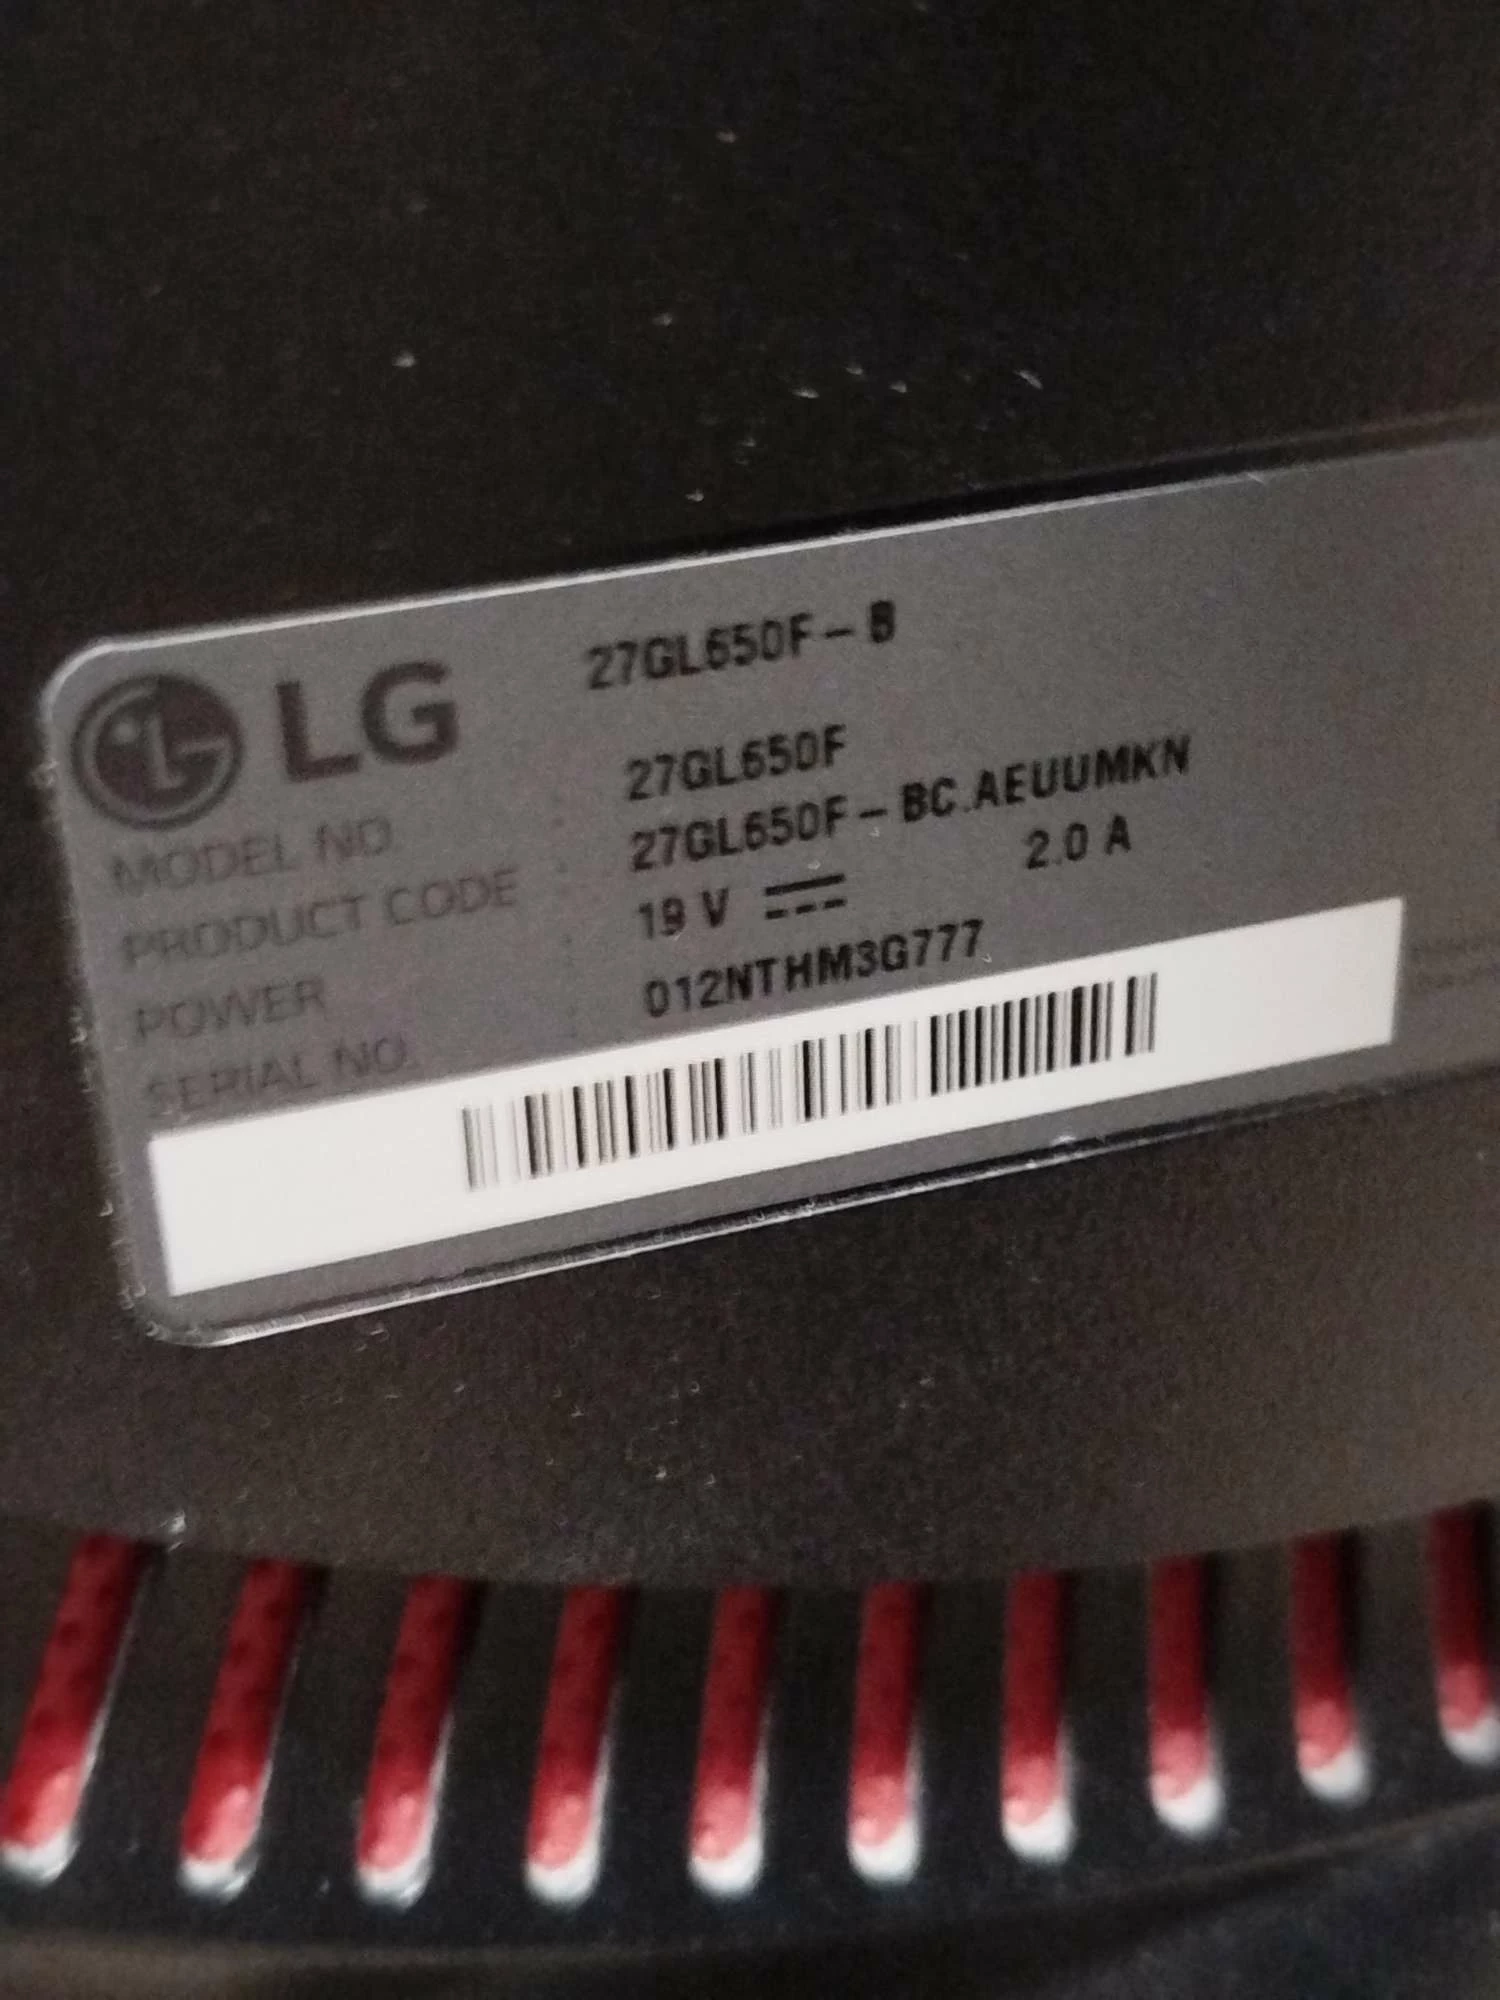 LG 27GL650F-B
MODEL NO. : 27GL650F
PRODUCT CODE : 27GL650F-BC.AEUUMKN
POWER : 19 V ⎓ 2.0 A
SERIAL NO. : 012NTHM3G777